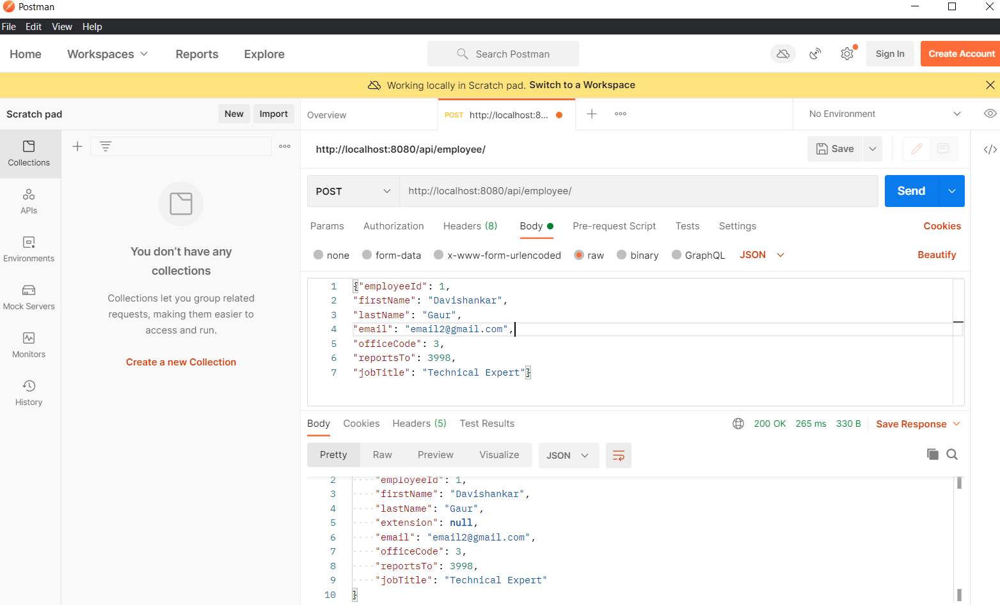 Postman
File Edit View Help
Home Workspaces Reports Explore Search Postman Sign In Create Account
Working locally in Scratch pad. Switch to a Workspace
Scratch pad New Import Overview POST http://localhost:8... No Environment
Collections
APIs
Environments
Mock Servers
Monitors
History
You don't have any
collections
Collections let you group related
requests, making them easier to
access and run.
Create a new Collection
http://localhost:8080/api/employee/ Save
POST http://localhost:8080/api/employee/ Send
Params Authorization Headers (8) Body Pre-request Script Tests Settings Cookies
none form-data x-www-form-urlencoded raw binary GraphQL JSON Beautify
1 {"employeeId": 1,
2 "firstName": "Davishankar",
3 "lastName": "Gaur",
4 "email": "email2@gmail.com",
5 "officeCode": 3,
6 "reportsTo": 3998,
7 "jobTitle": "Technical Expert"}
Body Cookies Headers (5) Test Results 200 OK 265 ms 330 B Save Response
Pretty Raw Preview Visualize JSON
2 "employeeId": 1,
3 "firstName": "Davishankar",
4 "lastName": "Gaur",
5 "extension": null,
6 "email": "email2@gmail.com",
7 "officeCode": 3,
8 "reportsTo": 3998,
9 "jobTitle": "Technical Expert"
10 }